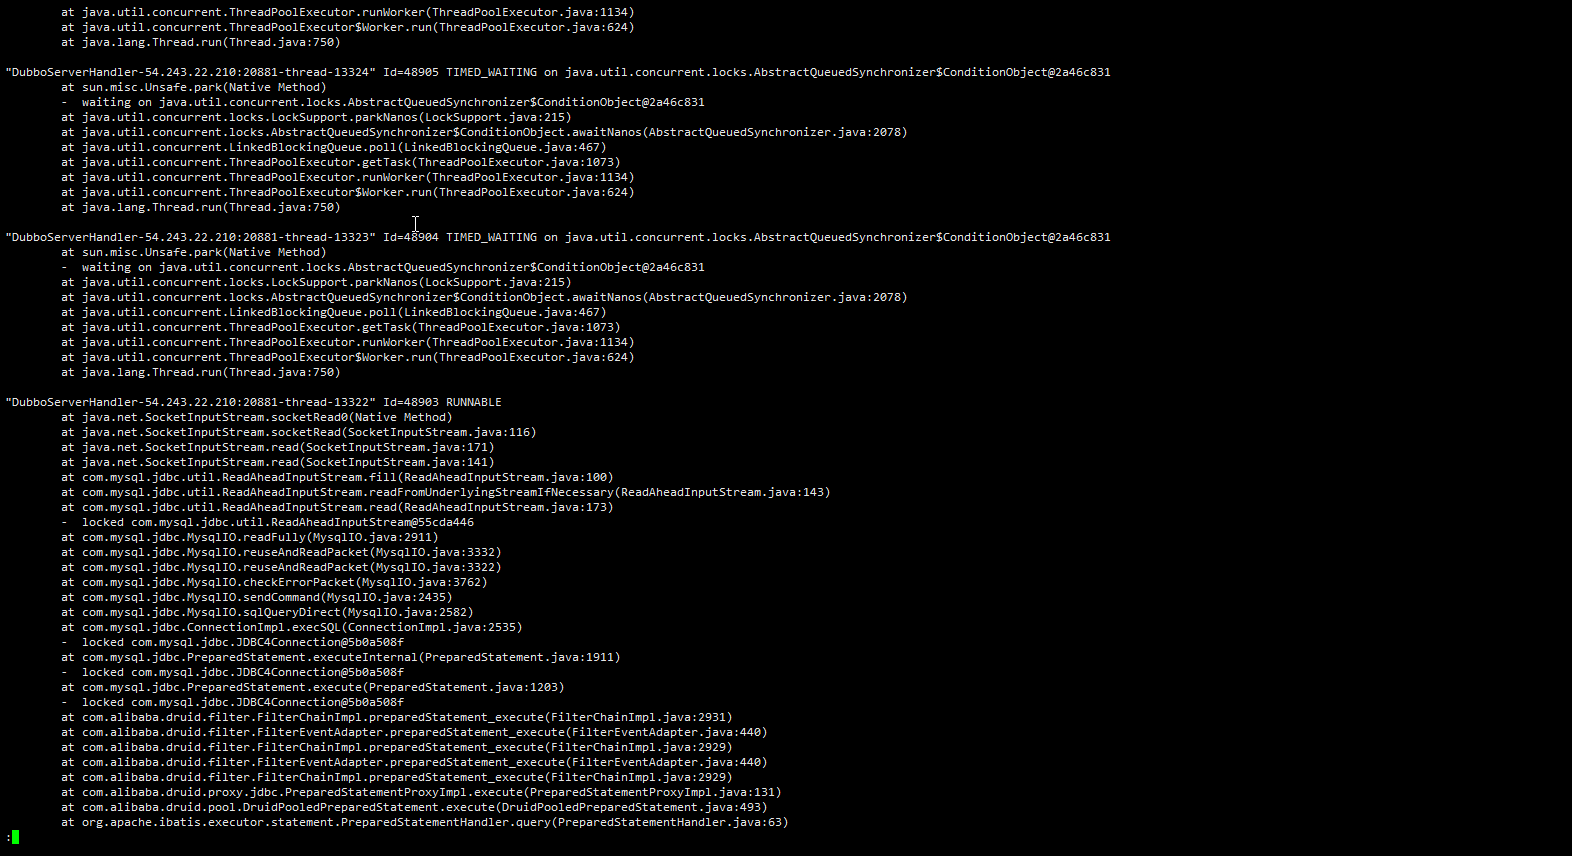 at java.util.concurrent.ThreadPoolExecutor.runWorker(ThreadPoolExecutor.java:1134)
at java.util.concurrent.ThreadPoolExecutor$Worker.run(ThreadPoolExecutor.java:624)
at java.lang.Thread.run(Thread.java:750)
"DubboServerHandler-54.243.22.210:20881-thread-13324" Id=48905 TIMED_WAITING on java.util.concurrent.locks.AbstractQueuedSynchronizer$ConditionObject@2a46c831
at sun.misc.Unsafe.park(Native Method)
- waiting on java.util.concurrent.locks.AbstractQueuedSynchronizer$ConditionObject@2a46c831
at java.util.concurrent.locks.LockSupport.parkNanos(LockSupport.java:215)
at java.util.concurrent.locks.AbstractQueuedSynchronizer$ConditionObject.awaitNanos(AbstractQueuedSynchronizer.java:2078)
at java.util.concurrent.LinkedBlockingQueue.poll(LinkedBlockingQueue.java:467)
at java.util.concurrent.ThreadPoolExecutor.getTask(ThreadPoolExecutor.java:1073)
at java.util.concurrent.ThreadPoolExecutor.runWorker(ThreadPoolExecutor.java:1134)
at java.util.concurrent.ThreadPoolExecutor$Worker.run(ThreadPoolExecutor.java:624)
at java.lang.Thread.run(Thread.java:750)
"DubboServerHandler-54.243.22.210:20881-thread-13323" Id=48904 TIMED_WAITING on java.util.concurrent.locks.AbstractQueuedSynchronizer$ConditionObject@2a46c831
at sun.misc.Unsafe.park(Native Method)
- waiting on java.util.concurrent.locks.AbstractQueuedSynchronizer$ConditionObject@2a46c831
at java.util.concurrent.locks.LockSupport.parkNanos(LockSupport.java:215)
at java.util.concurrent.locks.AbstractQueuedSynchronizer$ConditionObject.awaitNanos(AbstractQueuedSynchronizer.java:2078)
at java.util.concurrent.LinkedBlockingQueue.poll(LinkedBlockingQueue.java:467)
at java.util.concurrent.ThreadPoolExecutor.getTask(ThreadPoolExecutor.java:1073)
at java.util.concurrent.ThreadPoolExecutor.runWorker(ThreadPoolExecutor.java:1134)
at java.util.concurrent.ThreadPoolExecutor$Worker.run(ThreadPoolExecutor.java:624)
at java.lang.Thread.run(Thread.java:750)
"DubboServerHandler-54.243.22.210:20881-thread-13322" Id=48903 RUNNABLE
at java.net.SocketInputStream.socketRead0(Native Method)
at java.net.SocketInputStream.socketRead(SocketInputStream.java:116)
at java.net.SocketInputStream.read(SocketInputStream.java:171)
at java.net.SocketInputStream.read(SocketInputStream.java:141)
at com.mysql.jdbc.util.ReadAheadInputStream.fill(ReadAheadInputStream.java:100)
at com.mysql.jdbc.util.ReadAheadInputStream.readFromUnderlyingStreamIfNecessary(ReadAheadInputStream.java:143)
at com.mysql.jdbc.util.ReadAheadInputStream.read(ReadAheadInputStream.java:173)
- locked com.mysql.jdbc.util.ReadAheadInputStream@55cda446
at com.mysql.jdbc.MysqlIO.readFully(MysqlIO.java:2911)
at com.mysql.jdbc.MysqlIO.reuseAndReadPacket(MysqlIO.java:3332)
at com.mysql.jdbc.MysqlIO.reuseAndReadPacket(MysqlIO.java:3322)
at com.mysql.jdbc.MysqlIO.checkErrorPacket(MysqlIO.java:3762)
at com.mysql.jdbc.MysqlIO.sendCommand(MysqlIO.java:2435)
at com.mysql.jdbc.MysqlIO.sqlQueryDirect(MysqlIO.java:2582)
at com.mysql.jdbc.ConnectionImpl.execSQL(ConnectionImpl.java:2535)
- locked com.mysql.jdbc.JDBC4Connection@5b0a508f
at com.mysql.jdbc.PreparedStatement.executeInternal(PreparedStatement.java:1911)
- locked com.mysql.jdbc.JDBC4Connection@5b0a508f
at com.mysql.jdbc.PreparedStatement.execute(PreparedStatement.java:1203)
- locked com.mysql.jdbc.JDBC4Connection@5b0a508f
at com.alibaba.druid.filter.FilterChainImpl.preparedStatement_execute(FilterChainImpl.java:2931)
at com.alibaba.druid.filter.FilterEventAdapter.preparedStatement_execute(FilterEventAdapter.java:440)
at com.alibaba.druid.filter.FilterChainImpl.preparedStatement_execute(FilterChainImpl.java:2929)
at com.alibaba.druid.filter.FilterEventAdapter.preparedStatement_execute(FilterEventAdapter.java:440)
at com.alibaba.druid.filter.FilterChainImpl.preparedStatement_execute(FilterChainImpl.java:2929)
at com.alibaba.druid.proxy.jdbc.PreparedStatementProxyImpl.execute(PreparedStatementProxyImpl.java:131)
at com.alibaba.druid.pool.DruidPooledPreparedStatement.execute(DruidPooledPreparedStatement.java:493)
at org.apache.ibatis.executor.statement.PreparedStatementHandler.query(PreparedStatementHandler.java:63)
: